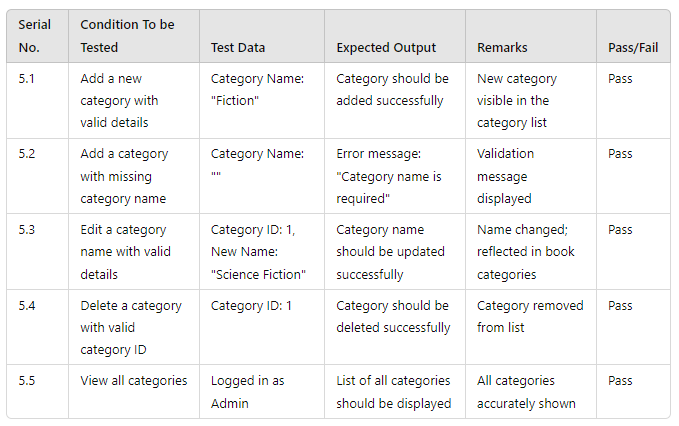 Serial No.
Condition To be Tested
Test Data
Expected Output
Remarks
Pass/Fail
5.1
Add a new
category with
valid details
Category Name:
"Fiction"
Category should be
added successfully
New category
visible in the
category list
Pass
5.2
Add a category
with missing
category name
Category Name:
""
Error message:
"Category name is
required"
Validation
message
displayed
Pass
5.3
Edit a category
name with valid
details
Category ID: 1,
New Name:
"Science Fiction"
Category name
should be updated
successfully
Name changed;
reflected in book
categories
Pass
5.4
Delete a category
with valid
category ID
Category ID: 1
Category should be
deleted successfully
Category removed
from list
Pass
5.5
View all categories
Logged in as
Admin
List of all categories
should be displayed
All categories
accurately shown
Pass